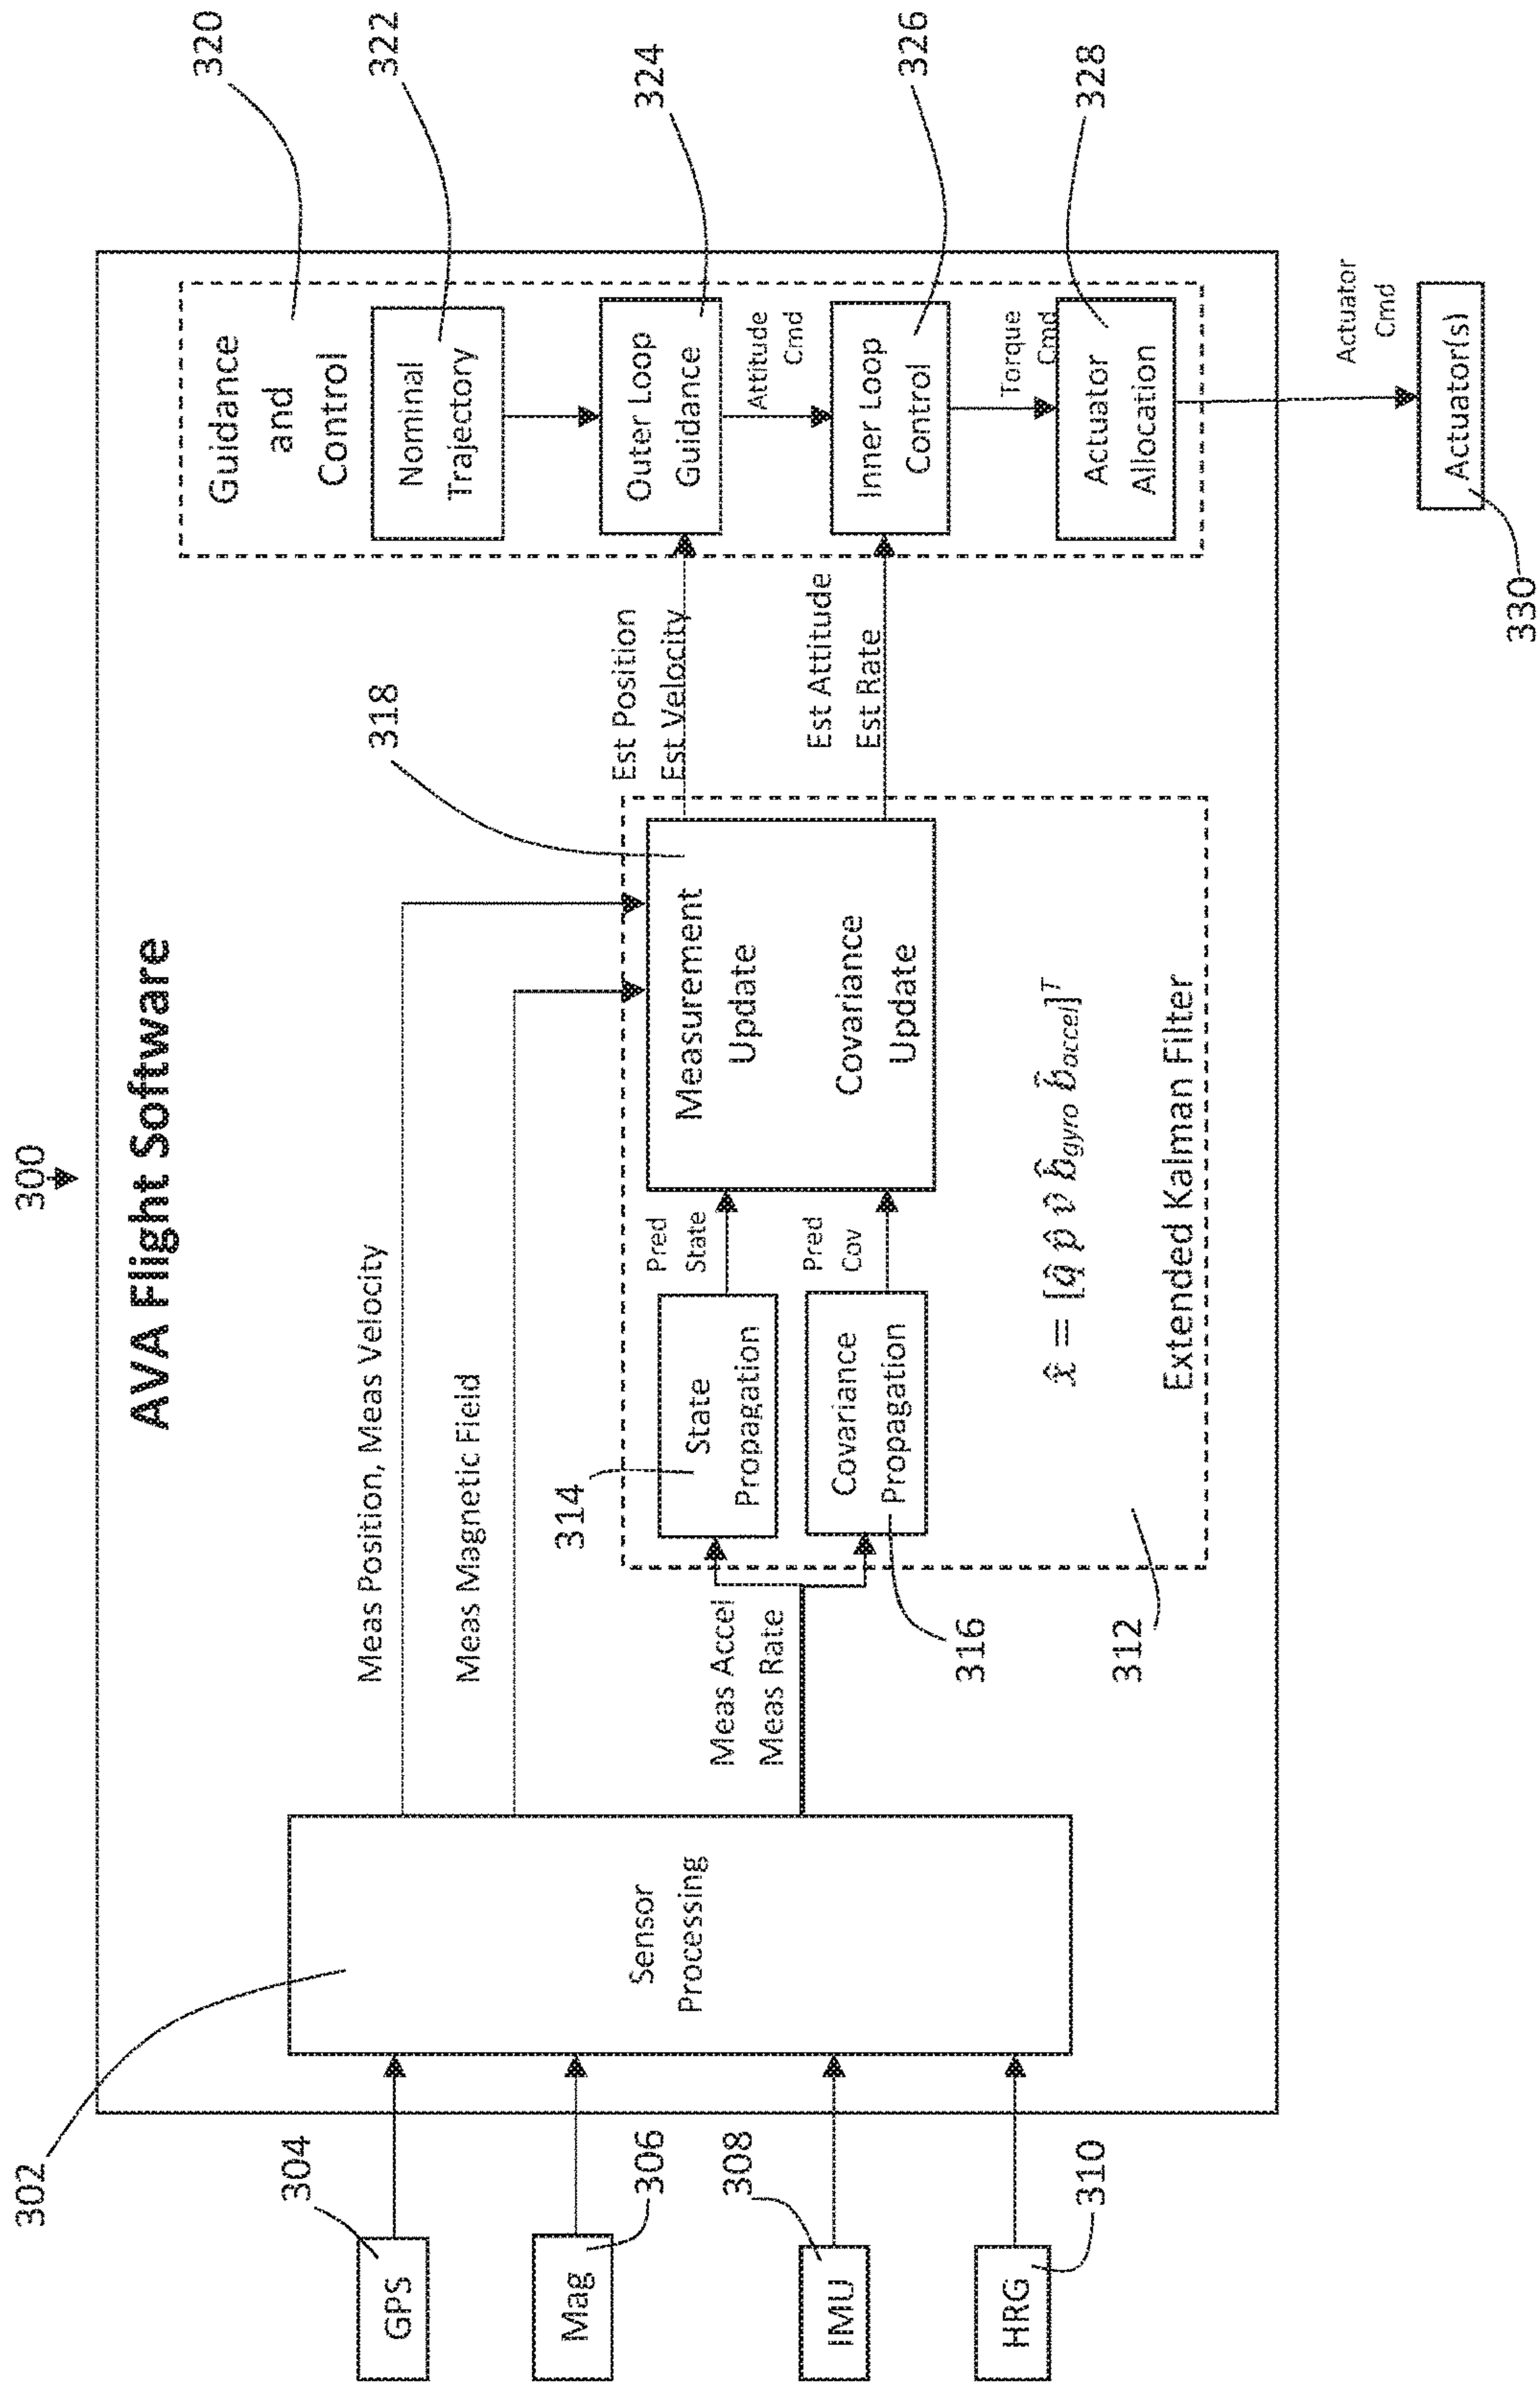 300
AVA Flight Software
302
304
GPS
306
Mag
308
IMU
310
HRG
Sensor
Processing
Meas Position, Meas Velocity
Meas Magnetic Field
Meas Accel
Meas Rate
314
State
Propagation
316
Covariance
Propagation
Pred
State
Pred
Cov
318
Measurement
Update
Covariance
Update
x̂ = [q̂ p̂ v̂ b̂gyro b̂accel]ᵀ
Extended Kalman Filter
312
Est Position
Est Velocity
Est Attitude
Est Rate
320
Guidance
and
Control
322
Nominal
Trajectory
324
Outer Loop
Guidance
Attitude
Cmd
326
Inner Loop
Control
Torque
Cmd
328
Actuator
Allocation
Actuator
Cmd
Actuator(s)
330